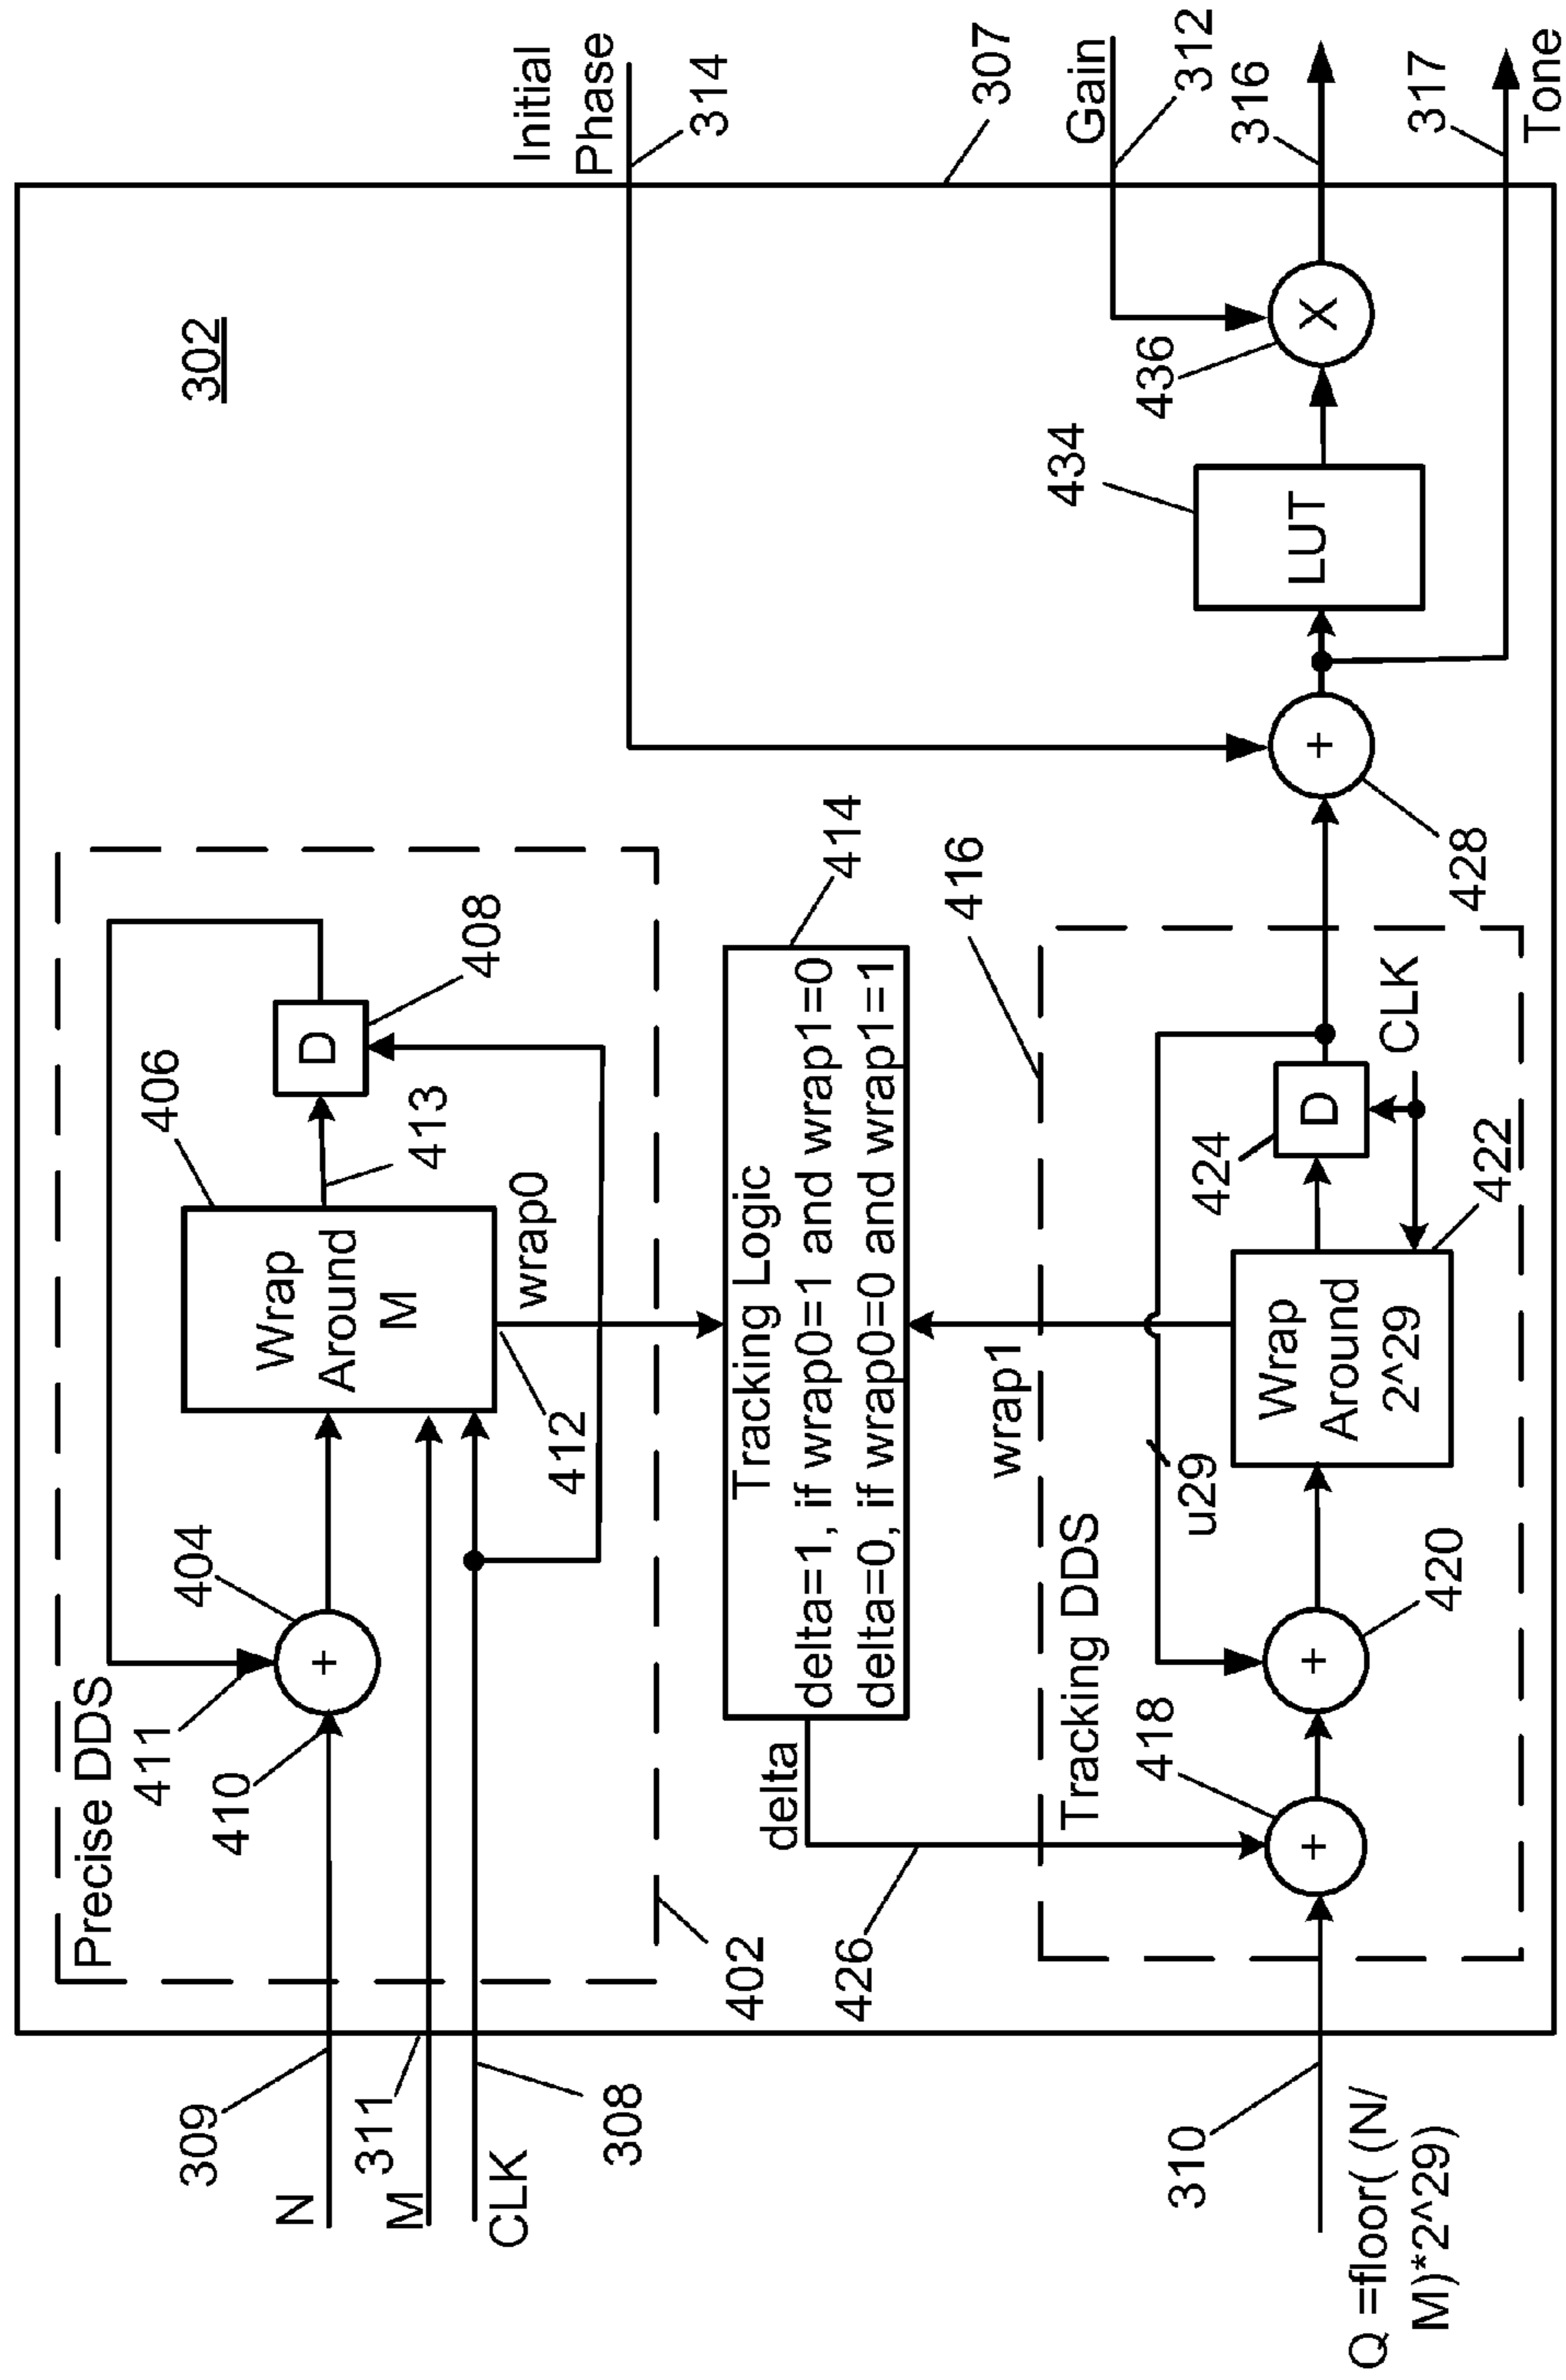 302
Initial
Phase
314
307
Gain
312
316
317
Tone
Precise DDS
N
309
M
311
CLK
308
410
411
404
+
Wrap
Around
M
406
413
D
408
412
wrap0
402
Tracking Logic
delta=1, if wrap0=1 and wrap1=0
delta=0, if wrap0=0 and wrap1=1
414
delta
426
wrap1
416
Tracking DDS
310
Q =floor( (N/
M)*2^29)
418
+
420
+
u29
Wrap
Around
2^29
422
424
D
CLK
428
+
LUT
434
436
X